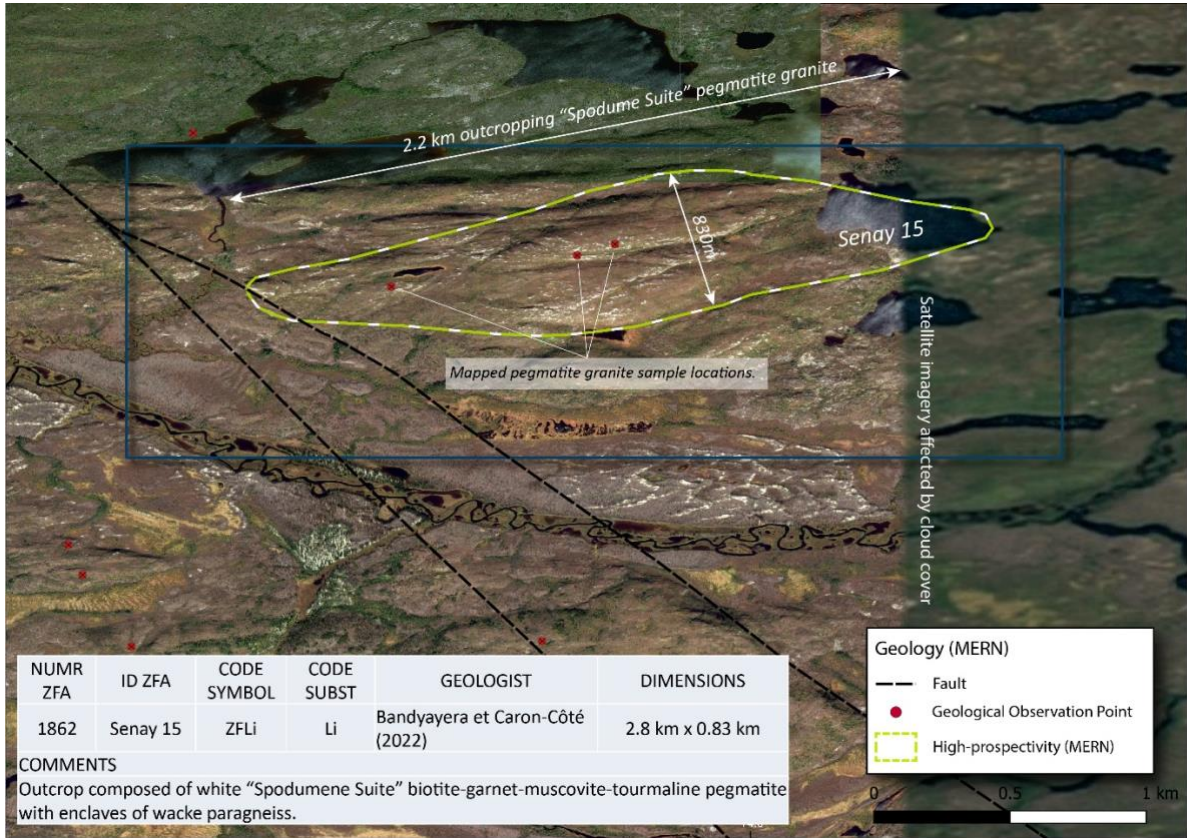 2.2 km outcropping “Spodume Suite” pegmatite granite
830m
Senay 15
Mapped pegmatite granite sample locations.
Satellite imagery affected by cloud cover
NUMR ZFA
ID ZFA
CODE SYMBOL
CODE SUBST
GEOLOGIST
DIMENSIONS
1862
Senay 15
ZFLi
Li
Bandyayera et Caron-Côté
(2022)
2.8 km x 0.83 km
COMMENTS
Outcrop composed of white “Spodumene Suite” biotite-garnet-muscovite-tourmaline pegmatite
with enclaves of wacke paragneiss.
Geology (MERN)
Fault
Geological Observation Point
High-prospectivity (MERN)
0 0.5 1 km